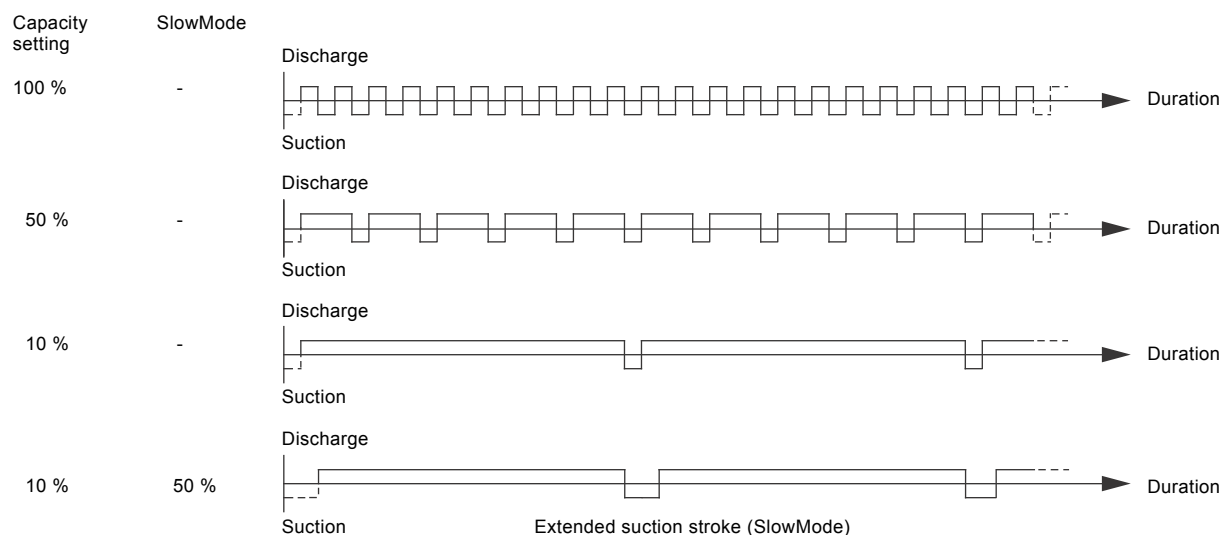 Capacity
setting
SlowMode
Discharge
100 %
-
Duration
Suction
Discharge
50 %
-
Duration
Suction
Discharge
10 %
-
Duration
Suction
Discharge
10 %
50 %
Duration
Suction
Extended suction stroke (SlowMode)